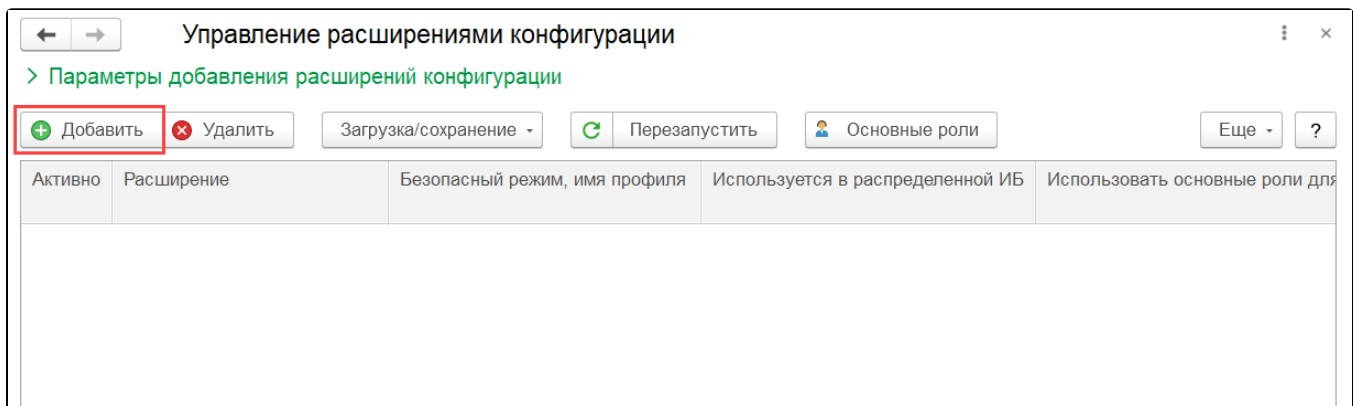 Управление расширениями конфигурации
Параметры добавления расширений конфигурации
Добавить Удалить Загрузка/сохранение Перезапустить Основные роли Еще ?
Активно Расширение Безопасный режим, имя профиля Используется в распределенной ИБ Использовать основные роли для